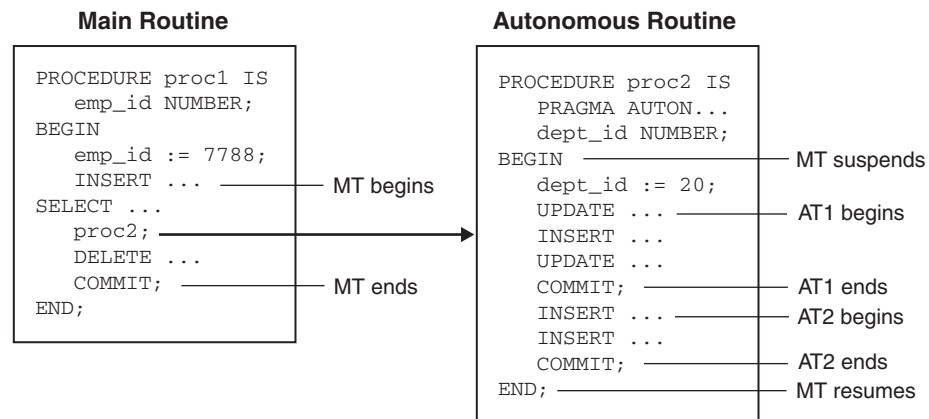 Main Routine
PROCEDURE proc1 IS
emp_id NUMBER;
BEGIN
emp_id := 7788;
INSERT ...
MT begins
SELECT ...
proc2;
DELETE ...
COMMIT;
MT ends
END;
Autonomous Routine
PROCEDURE proc2 IS
PRAGMA AUTON...
dept_id NUMBER;
BEGIN
MT suspends
dept_id := 20;
UPDATE ...
AT1 begins
INSERT ...
UPDATE ...
COMMIT;
AT1 ends
INSERT ...
AT2 begins
INSERT ...
COMMIT;
AT2 ends
END;
MT resumes